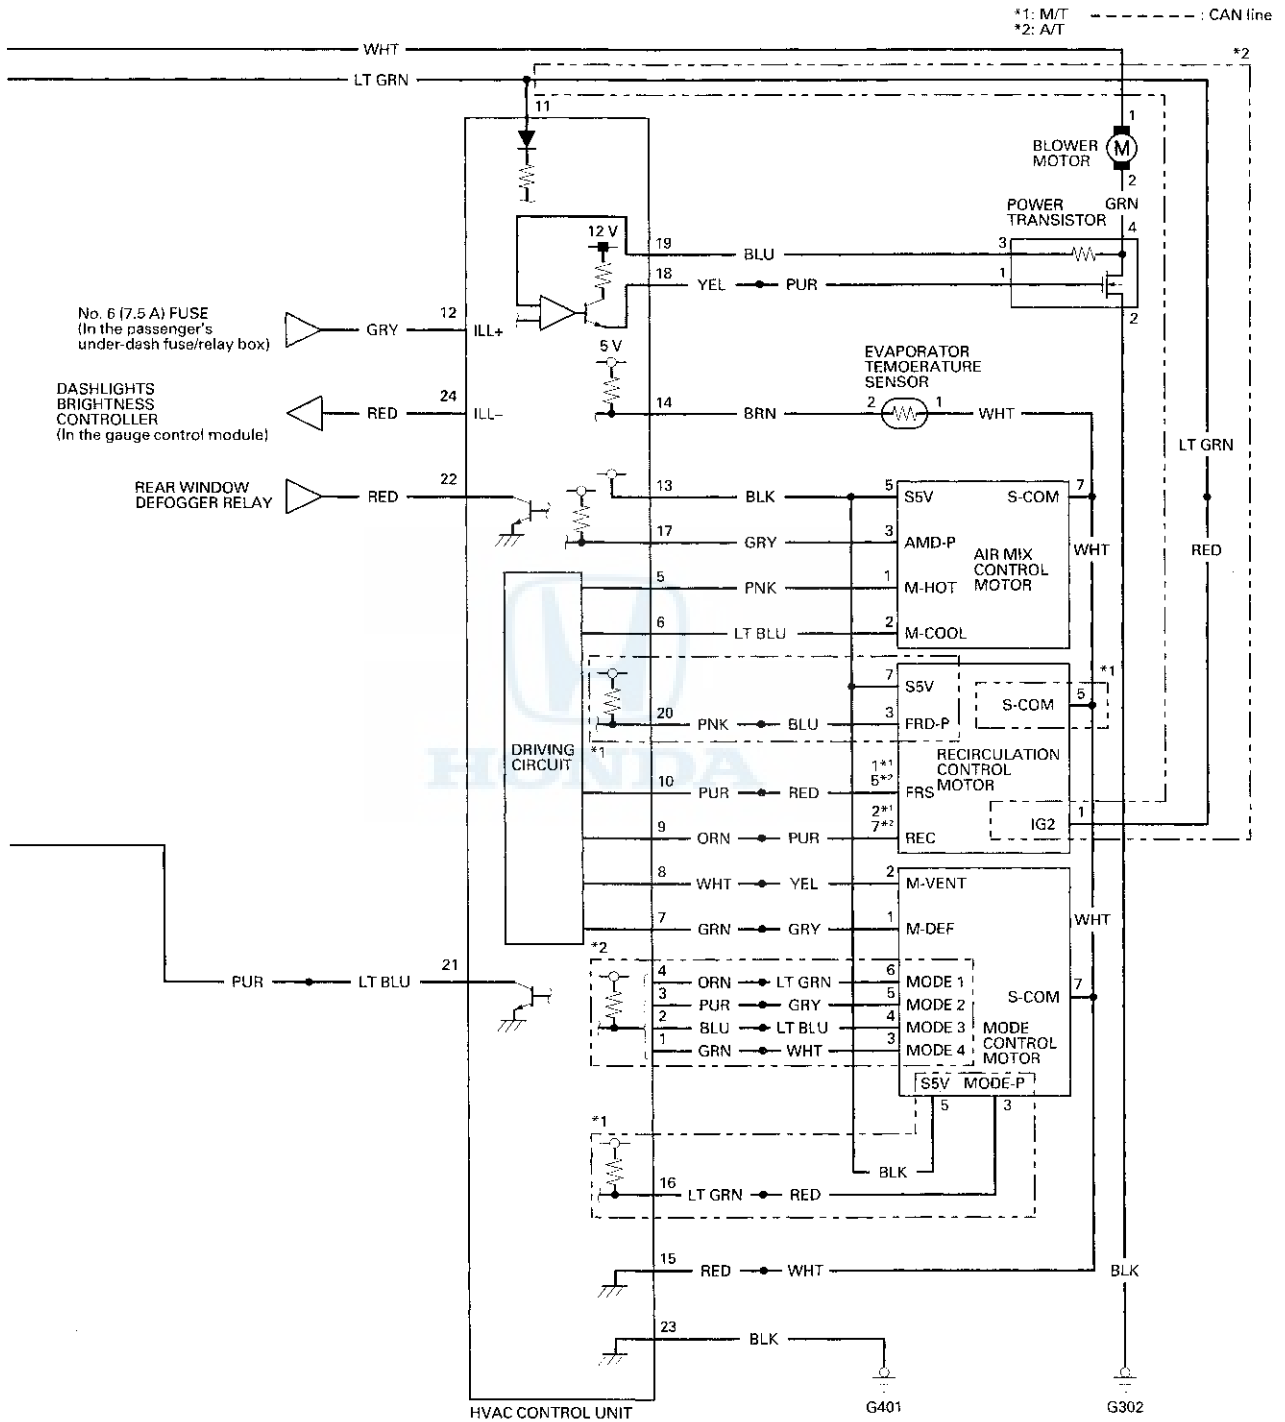 *1: M/T - - - - - - - : CAN line
*2: A/T
WHT
*2
LT GRN
11
1
BLOWER
MOTOR
M
2
POWER
TRANSISTOR
GRN
4
12 V
19
BLU
3
18
YEL
PUR
1
2
No. 6 (7.5 A) FUSE
(In the passenger's
under-dash fuse/relay box)
GRY
12
ILL+
5 V
EVAPORATOR
TEMOERATURE
SENSOR
DASHLIGHTS
BRIGHTNESS
CONTROLLER
(In the gauge control module)
RED
24
ILL–
14
BRN
2
1
WHT
LT GRN
REAR WINDOW
DEFOGGER RELAY
RED
22
13
BLK
5
S5V
S-COM
7
17
GRY
3
AMD-P
AIR MIX
CONTROL
MOTOR
WHT
RED
5
PNK
1
M-HOT
6
LT BLU
2
M-COOL
7
S5V
*1
S-COM
5
20
PNK
BLU
3
FRD-P
*1
DRIVING
CIRCUIT
HONDA
RECIRCULATION
CONTROL
MOTOR
10
PUR
RED
1*1
5*2
FRS
9
ORN
PUR
2*1
7*2
REC
IG2
1
8
WHT
YEL
2
M-VENT
7
GRN
GRY
1
M-DEF
WHT
*2
PUR
LT BLU
21
4
ORN
LT GRN
6
MODE 1
3
PUR
GRY
5
MODE 2
2
BLU
LT BLU
4
MODE 3
1
GRN
WHT
3
MODE 4
S-COM
7
MODE
CONTROL
MOTOR
S5V MODE-P
5
3
*1
BLK
16
LT GRN
RED
15
RED
WHT
BLK
23
BLK
G401
G302
HVAC CONTROL UNIT